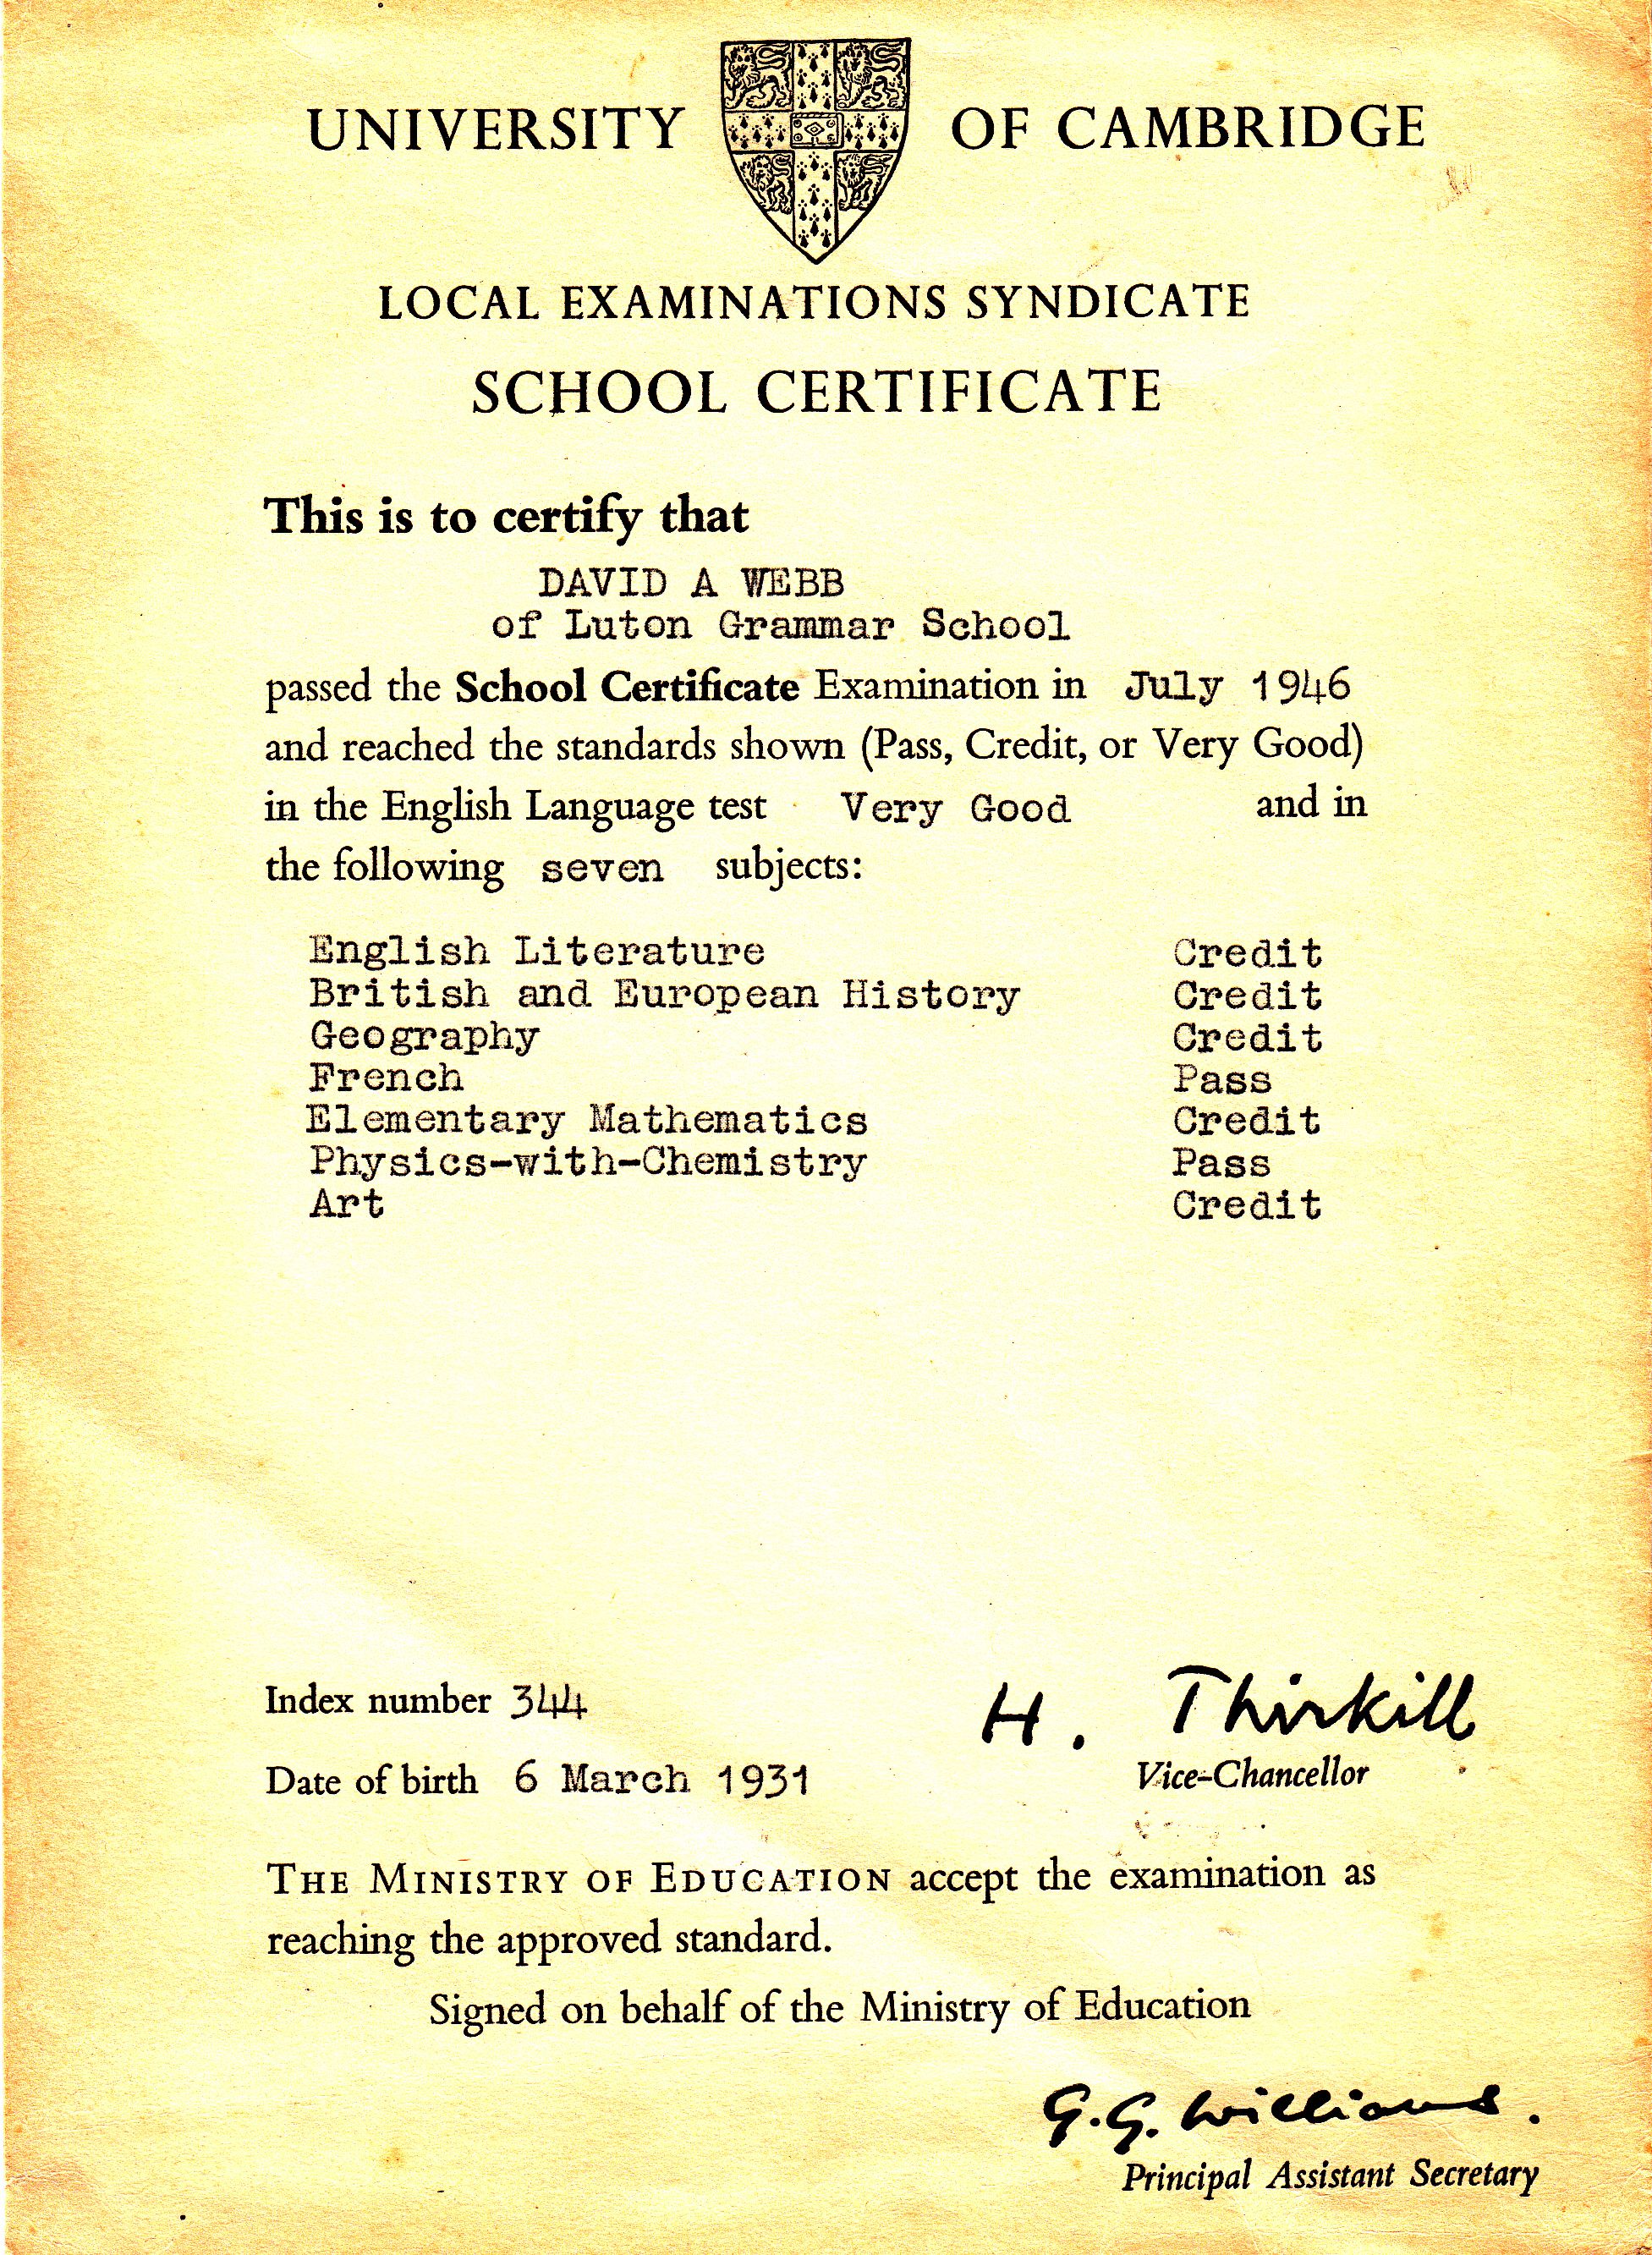 UNIVERSITY OF CAMBRIDGE
LOCAL EXAMINATIONS SYNDICATE
SCHOOL CERTIFICATE
This is to certify that
DAVID A WEBB
of Luton Grammar School
passed the School Certificate Examination in July 1946
and reached the standards shown (Pass, Credit, or Very Good)
in the English Language test Very Good and in
the following seven subjects:
English Literature Credit
British and European History Credit
Geography Credit
French Pass
Elementary Mathematics Credit
Physics-with-Chemistry Pass
Art Credit
Index number 344
H. Thirkill
Vice-Chancellor
Date of birth 6 March 1931
THE MINISTRY OF EDUCATION accept the examination as
reaching the approved standard.
Signed on behalf of the Ministry of Education
G.G. Williams.
Principal Assistant Secretary